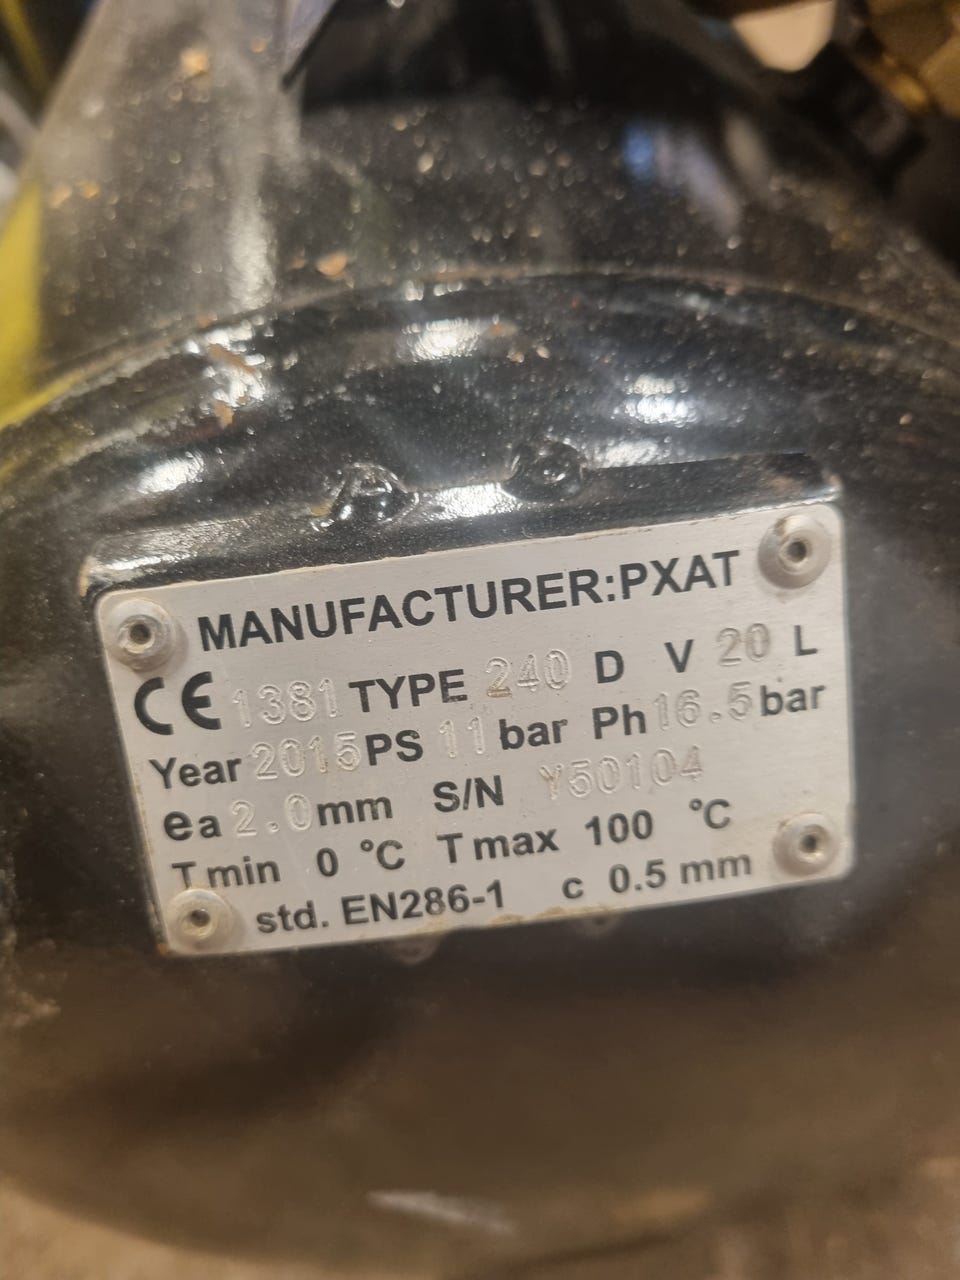 MANUFACTURER:PXAT
CE 1381 TYPE 240 D V 20 L
Year 2015 PS 11 bar Ph 16.5 bar
ea 2.0 mm S/N Y50104
T min 0 °C T max 100 °C
std. EN286-1 c 0.5 mm